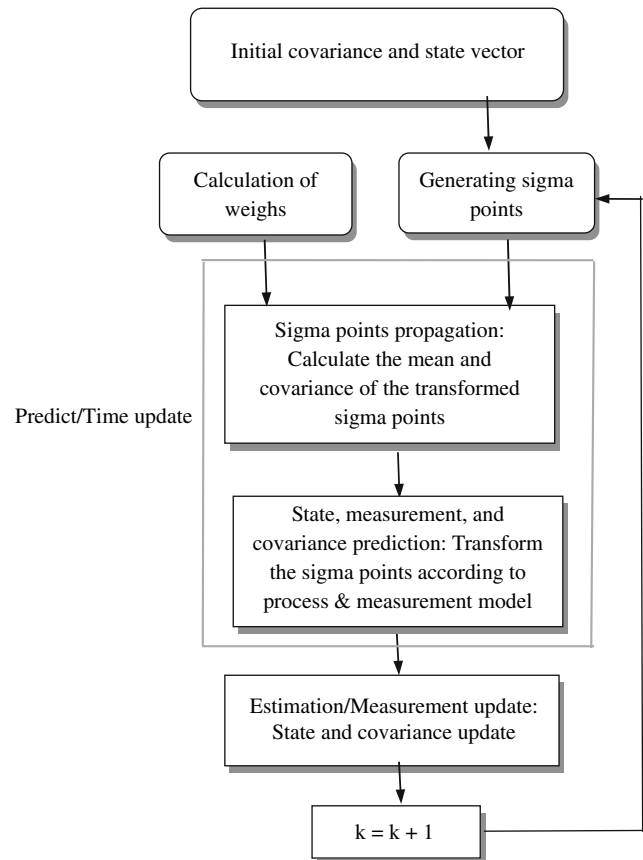 Initial covariance and state vector
Calculation of
weighs
Generating sigma
points
Sigma points propagation:
Calculate the mean and
covariance of the transformed
sigma points
Predict/Time update
State, measurement, and
covariance prediction: Transform
the sigma points according to
process & measurement model
Estimation/Measurement update:
State and covariance update
k = k + 1